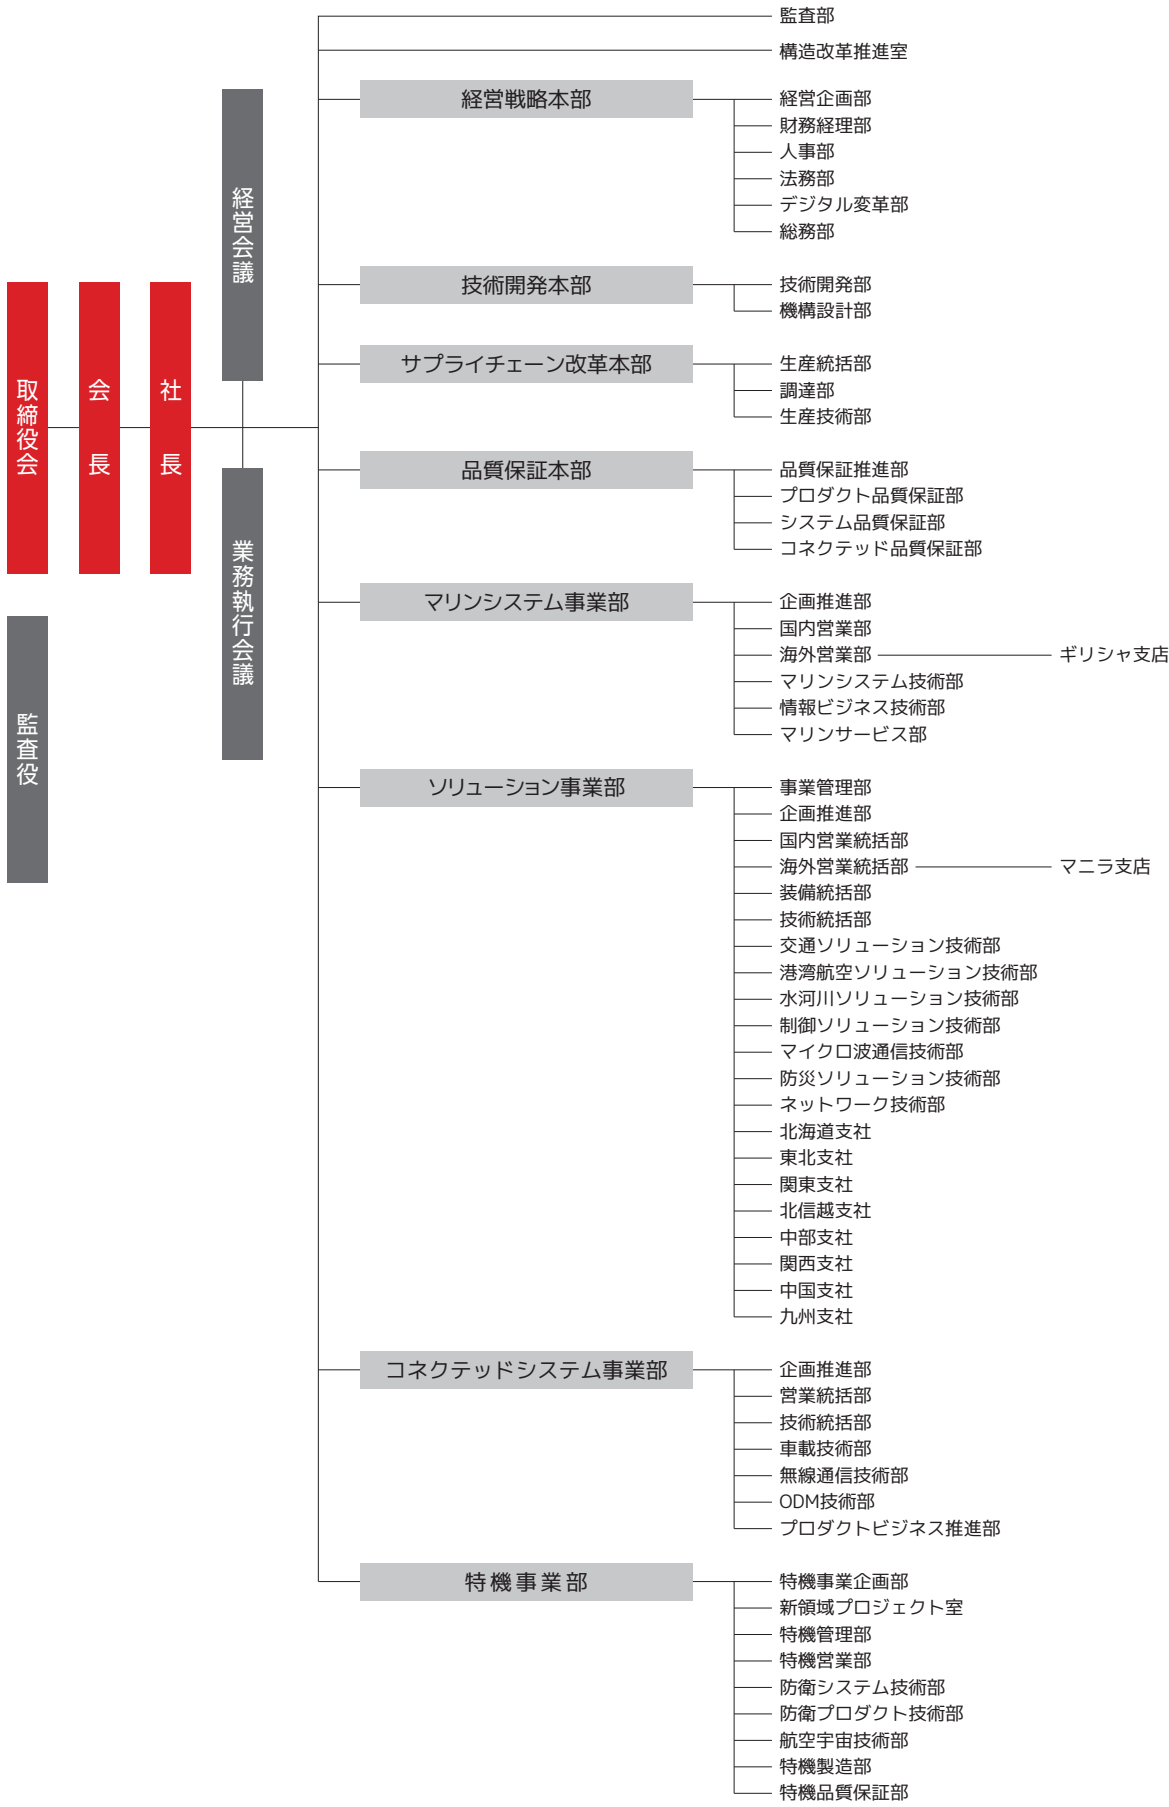 取締役会
会長
社長
監査役
経営会議
業務執行会議
監査部
構造改革推進室
経営戦略本部
経営企画部
財務経理部
人事部
法務部
デジタル変革部
総務部
技術開発本部
技術開発部
機構設計部
サプライチェーン改革本部
生産統括部
調達部
生産技術部
品質保証本部
品質保証推進部
プロダクト品質保証部
システム品質保証部
コネクテッド品質保証部
マリンシステム事業部
企画推進部
国内営業部
海外営業部
ギリシャ支店
マリンシステム技術部
情報ビジネス技術部
マリンサービス部
ソリューション事業部
事業管理部
企画推進部
国内営業統括部
海外営業統括部
マニラ支店
装備統括部
技術統括部
交通ソリューション技術部
港湾航空ソリューション技術部
水河川ソリューション技術部
制御ソリューション技術部
マイクロ波通信技術部
防災ソリューション技術部
ネットワーク技術部
北海道支社
東北支社
関東支社
北信越支社
中部支社
関西支社
中国支社
九州支社
コネクテッドシステム事業部
企画推進部
営業統括部
技術統括部
車載技術部
無線通信技術部
ODM技術部
プロダクトビジネス推進部
特機事業部
特機事業企画部
新領域プロジェクト室
特機管理部
特機営業部
防衛システム技術部
防衛プロダクト技術部
航空宇宙技術部
特機製造部
特機品質保証部